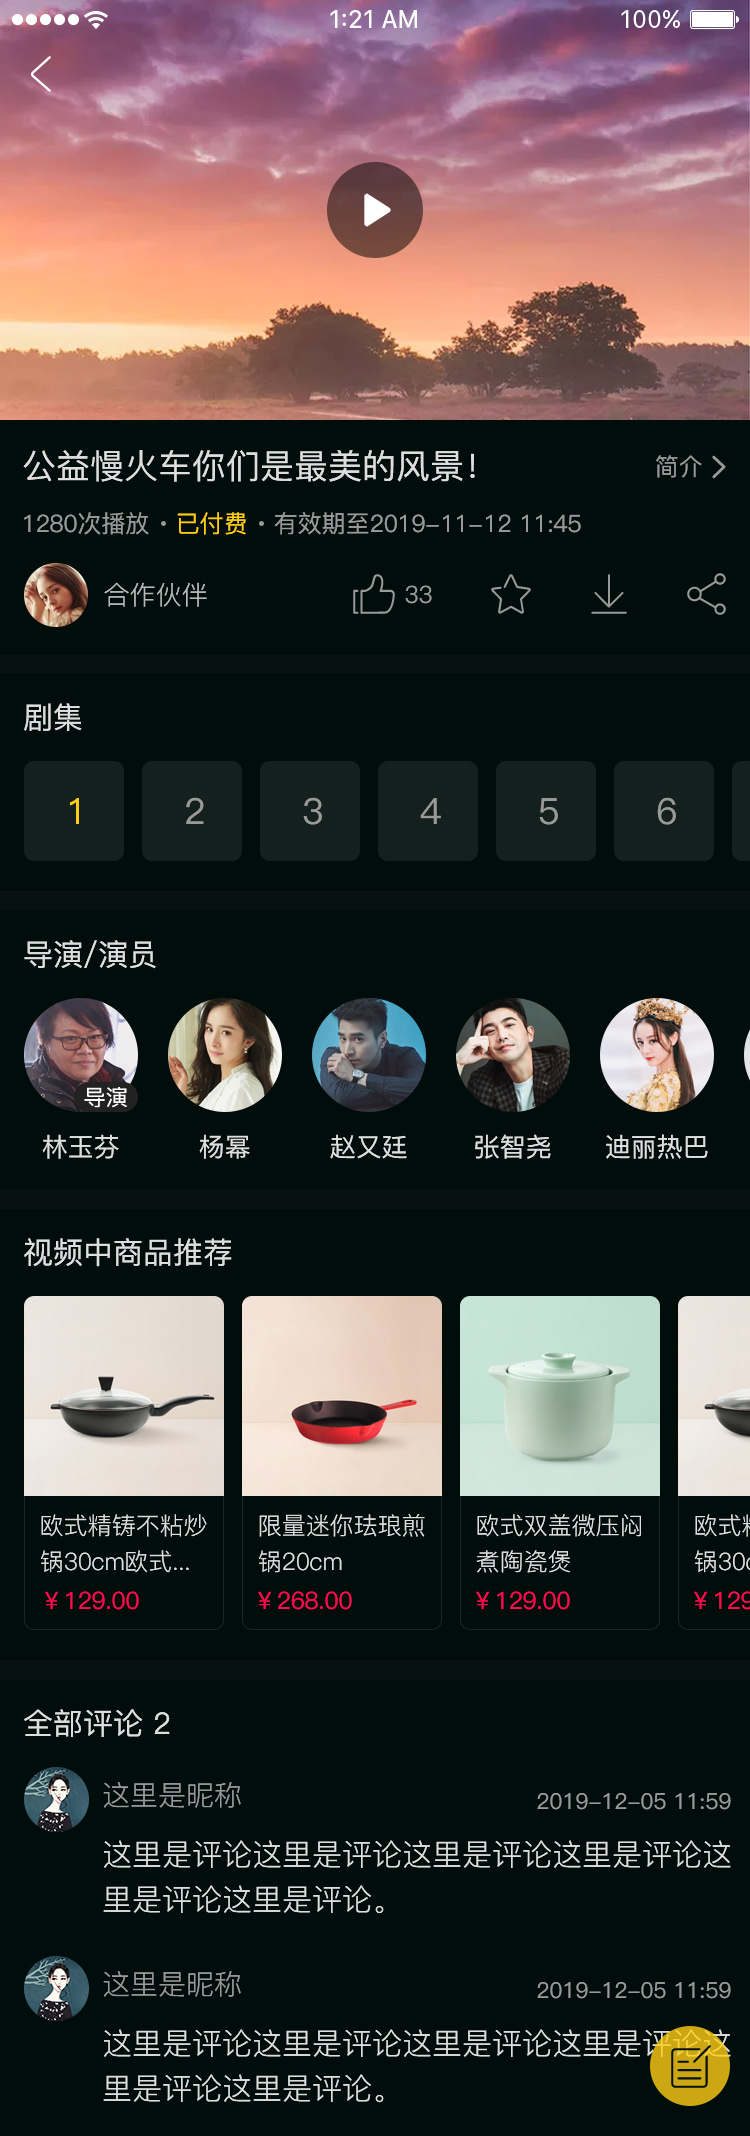 1:21 AM 100%
公益慢火车你们是最美的风景！ 简介
1280次播放 · 已付费 · 有效期至2019-11-12 11:45
合作伙伴 33
剧集
1 2 3 4 5 6
导演/演员
导演
林玉芬 杨幂 赵又廷 张智尧 迪丽热巴
视频中商品推荐
欧式精铸不粘炒 限量迷你珐琅煎 欧式双盖微压闷 欧式
锅30cm欧式... 锅20cm 煮陶瓷煲 锅30
¥ 129.00 ¥ 268.00 ¥ 129.00 ¥ 129
全部评论 2
这里是昵称 2019-12-05 11:59
这里是评论这里是评论这里是评论这里是评论这
里是评论这里是评论。
这里是昵称 2019-12-05 11:59
这里是评论这里是评论这里是评论这里是评论这
里是评论这里是评论。